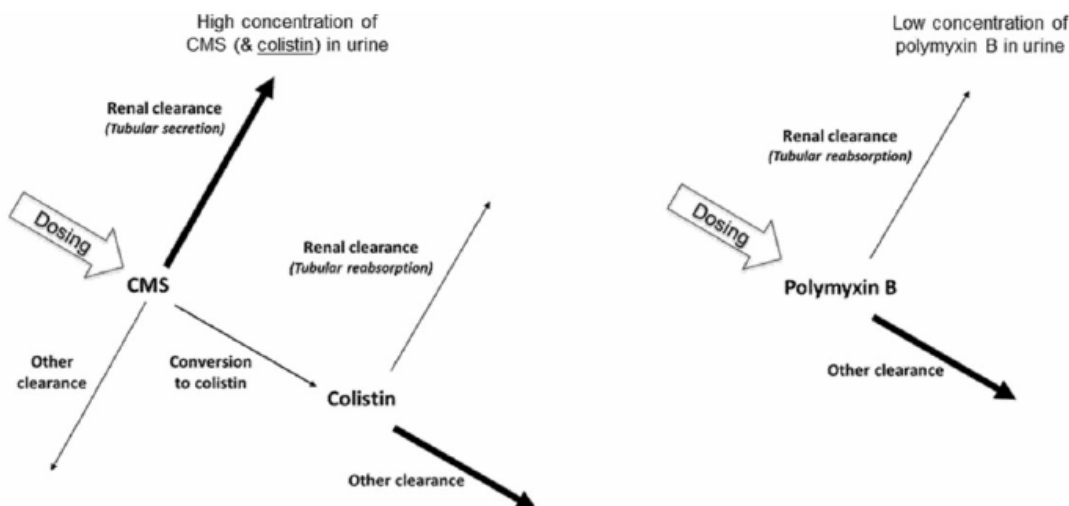 High concentration of
CMS (& colistin) in urine
Renal clearance
(Tubular secretion)
Dosing
CMS
Other
clearance
Conversion
to colistin
Renal clearance
(Tubular reabsorption)
Colistin
Other clearance
Low concentration of
polymyxin B in urine
Renal clearance
(Tubular reabsorption)
Dosing
Polymyxin B
Other clearance